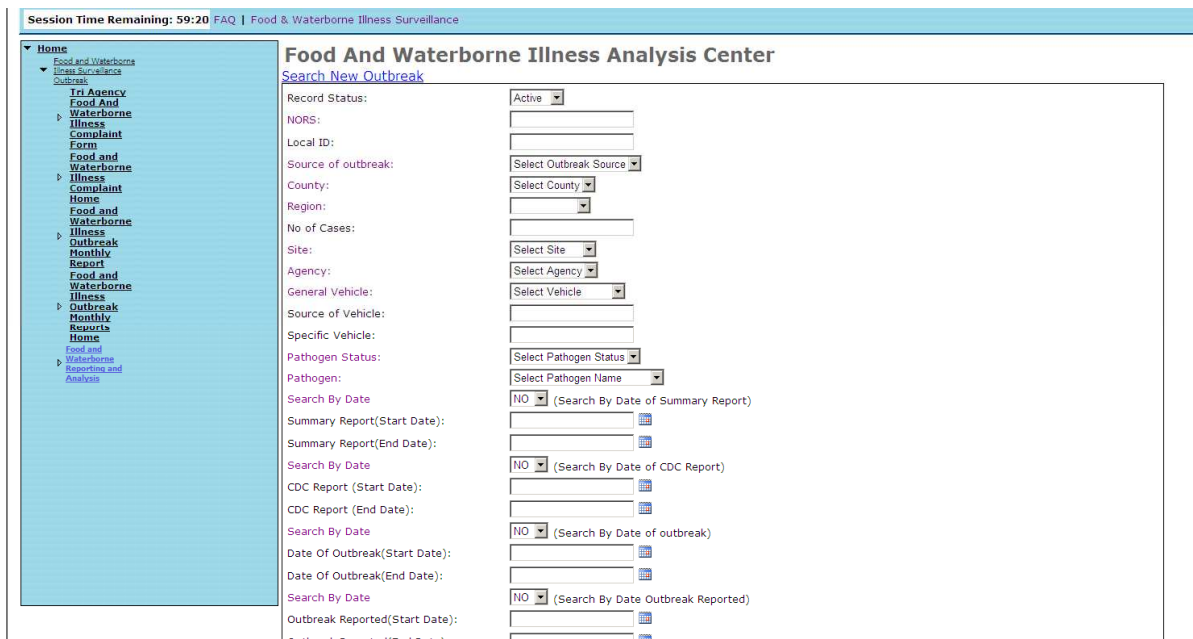 Session Time Remaining: 59:20 FAQ | Food & Waterborne Illness Surveillance
Home
Food and Waterborne
Illness Surveillance
Outbreak
Tri Agency
Food And
Waterborne
Illness
Complaint
Form
Food and
Waterborne
Illness
Complaint
Home
Food and
Waterborne
Illness
Outbreak
Monthly
Report
Food and
Waterborne
Illness
Outbreak
Monthly
Reports
Home
Food and
Waterborne
Reporting and
Analysis
Food And Waterborne Illness Analysis Center
Search New Outbreak
Record Status: Active
NORS:
Local ID:
Source of outbreak: Select Outbreak Source
County: Select County
Region:
No of Cases:
Site: Select Site
Agency: Select Agency
General Vehicle: Select Vehicle
Source of Vehicle:
Specific Vehicle:
Pathogen Status: Select Pathogen Status
Pathogen: Select Pathogen Name
Search By Date NO (Search By Date of Summary Report)
Summary Report(Start Date):
Summary Report(End Date):
Search By Date NO (Search By Date of CDC Report)
CDC Report (Start Date):
CDC Report (End Date):
Search By Date NO (Search By Date of outbreak)
Date Of Outbreak(Start Date):
Date Of Outbreak(End Date):
Search By Date NO (Search By Date Outbreak Reported)
Outbreak Reported(Start Date):